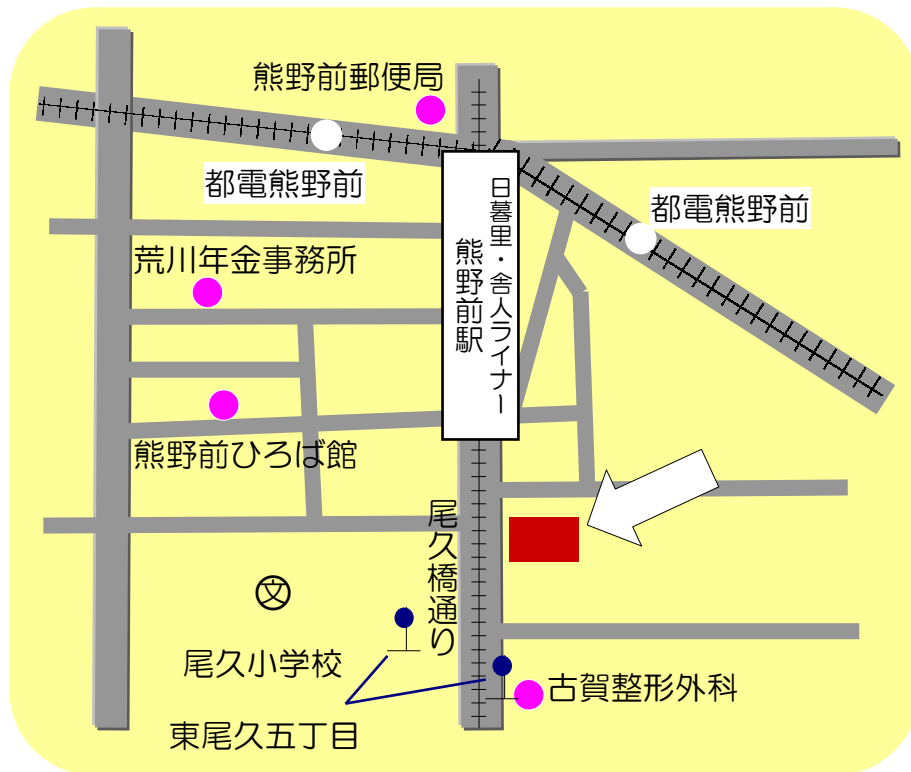 熊野前郵便局
都電熊野前
都電熊野前
日暮里・舎人ライナー
熊野前駅
荒川年金事務所
熊野前ひろば館
尾久橋通り
文
尾久小学校
古賀整形外科
東尾久五丁目